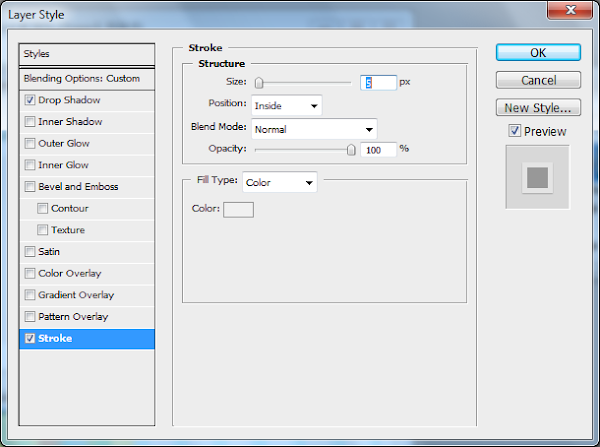 Layer Style
Styles
Blending Options: Custom
Drop Shadow
Inner Shadow
Outer Glow
Inner Glow
Bevel and Emboss
Contour
Texture
Satin
Color Overlay
Gradient Overlay
Pattern Overlay
Stroke
Stroke
Structure
Size: 5 px
Position: Inside
Blend Mode: Normal
Opacity: 100 %
Fill Type: Color
Color:
OK
Cancel
New Style...
Preview